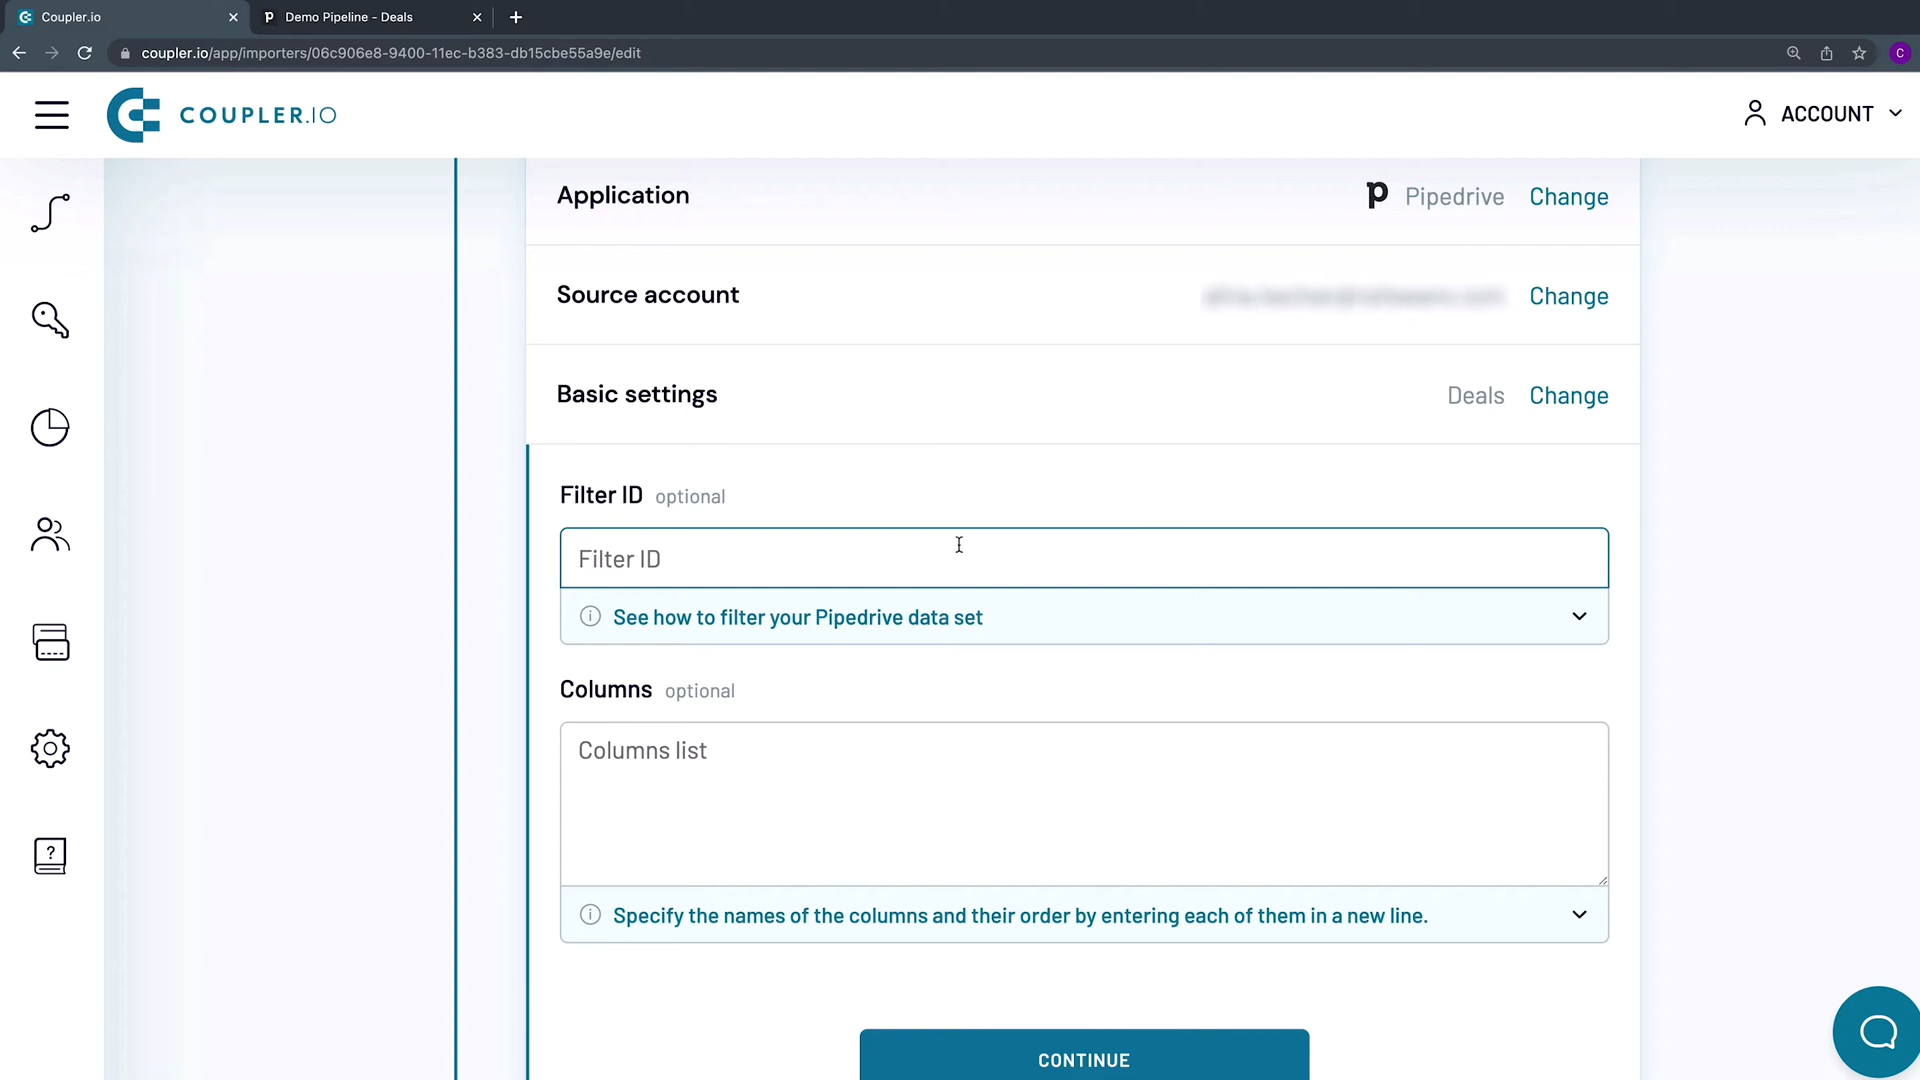 Coupler.io
Demo Pipeline - Deals
coupler.io/app/importers/06c906e8-9400-11ec-b383-db15cbe55a9e/edit
C
COUPLER.IO
ACCOUNT
Application
Pipedrive Change
Source account
Change
Basic settings
Deals Change
Filter ID optional
Filter ID
See how to filter your Pipedrive data set
Columns optional
Columns list
Specify the names of the columns and their order by entering each of them in a new line.
CONTINUE